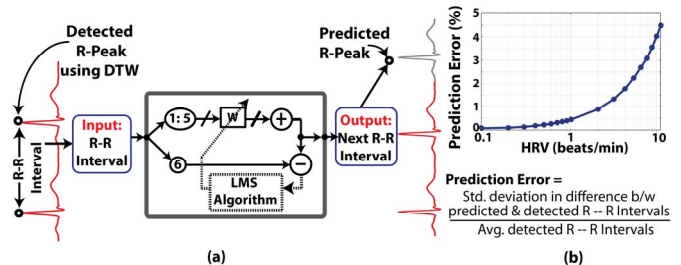 Detected
R-Peak
using DTW
R-R
Interval
Input:
R-R
Interval
1: 5
W
+
6
−
LMS
Algorithm
Output:
Next R-R
Interval
Predicted
R-Peak
(a)
Prediction Error (%)
5
4
3
2
1
0
0.1
1
10
HRV (beats/min)
Prediction Error =
Std. deviation in difference b/w
predicted & detected R -- R Intervals
Avg. detected R -- R Intervals
(b)